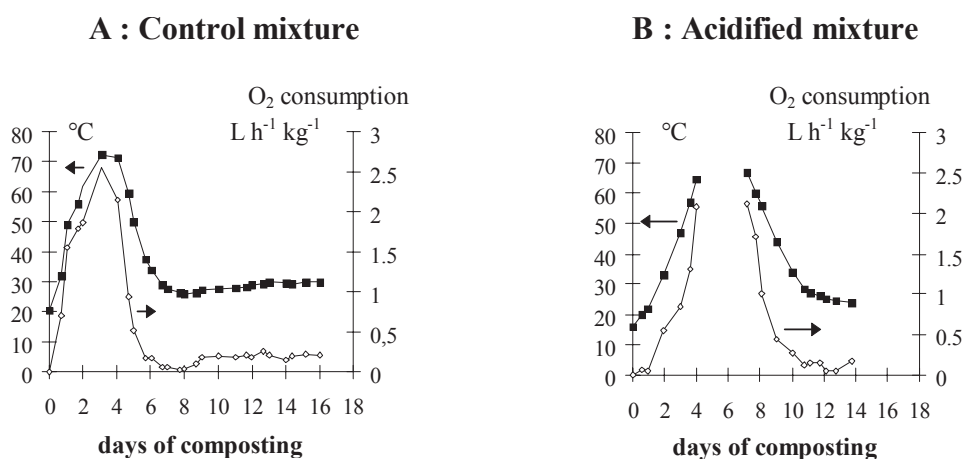 A : Control mixture
O₂ consumption
°C
L h⁻¹ kg⁻¹
80
70
60
50
40
30
20
10
0
3
2.5
2
1.5
1
0,5
0
0 2 4 6 8 10 12 14 16 18
days of composting
B : Acidified mixture
O₂ consumption
°C
L h⁻¹ kg⁻¹
80
70
60
50
40
30
20
10
0
3
2.5
2
1.5
1
0,5
0
0 2 4 6 8 10 12 14 16 18
days of composting